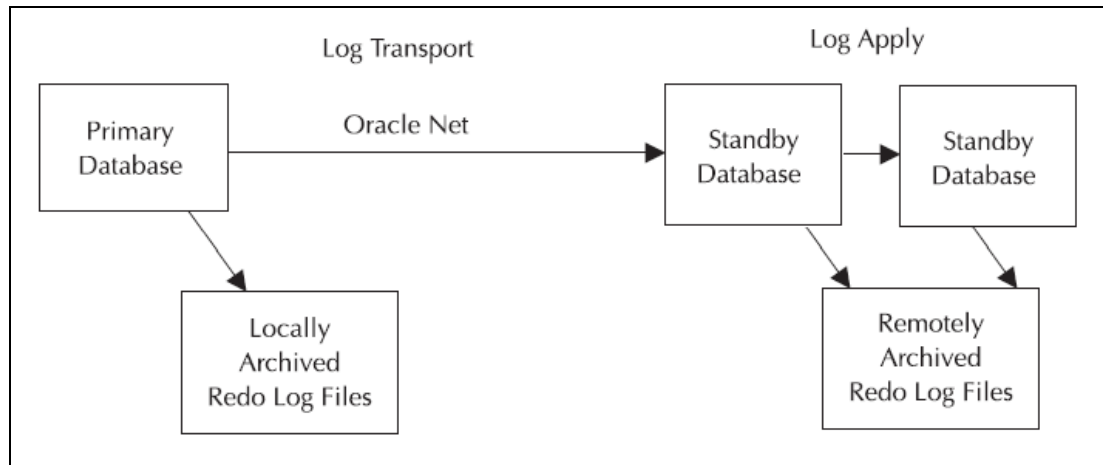 Log Transport
Log Apply
Primary
Database
Oracle Net
Standby
Database
Standby
Database
Locally
Archived
Redo Log Files
Remotely
Archived
Redo Log Files